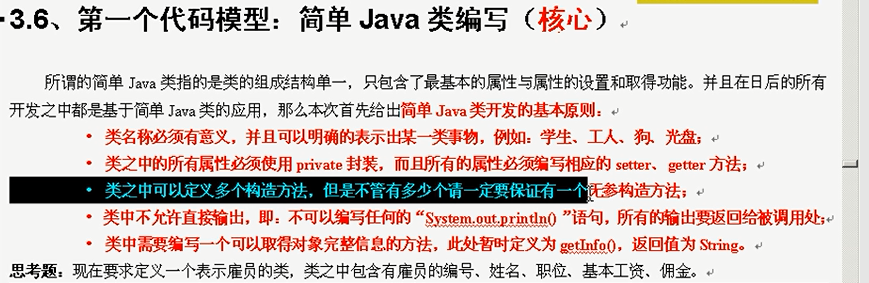 3.6、第一个代码模型：简单 Java 类编写（核心）
所谓的简单 Java 类指的是类的组成结构单一，只包含了最基本的属性与属性的设置和取得功能。并且在日后的所有
开发之中都是基于简单 Java 类的应用，那么本次首先给出简单 Java 类开发的基本原则：
• 类名称必须有意义，并且可以明确的表示出某一类事物，例如：学生、工人、狗、光盘；
• 类之中的所有属性必须使用 private 封装，而且所有的属性必须编写相应的 setter、getter 方法；
• 类之中可以定义多个构造方法，但是不管有多少个请一定要保证有一个无参构造方法；
• 类中不允许直接输出，即：不可以编写任何的“System.out.println() ”语句，所有的输出要返回给被调用处；
• 类中需要编写一个可以取得对象完整信息的方法，此处暂时定义为 getInfo()，返回值为 String。
思考题：现在要求定义一个表示雇员的类，类之中包含有雇员的编号、姓名、职位、基本工资、佣金。